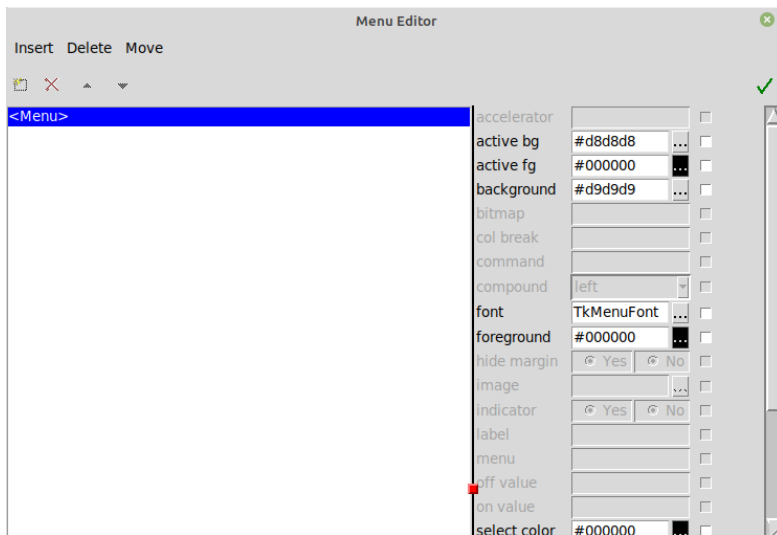 Menu Editor
Insert Delete Move
<Menu>
accelerator
active bg #d8d8d8 ...
active fg #000000 ...
background #d9d9d9 ...
bitmap
col break
command
compound left
font TkMenuFont ...
foreground #000000 ...
hide margin Yes No
image ...
indicator Yes No
label
menu
off value
on value
select color #000000 ...